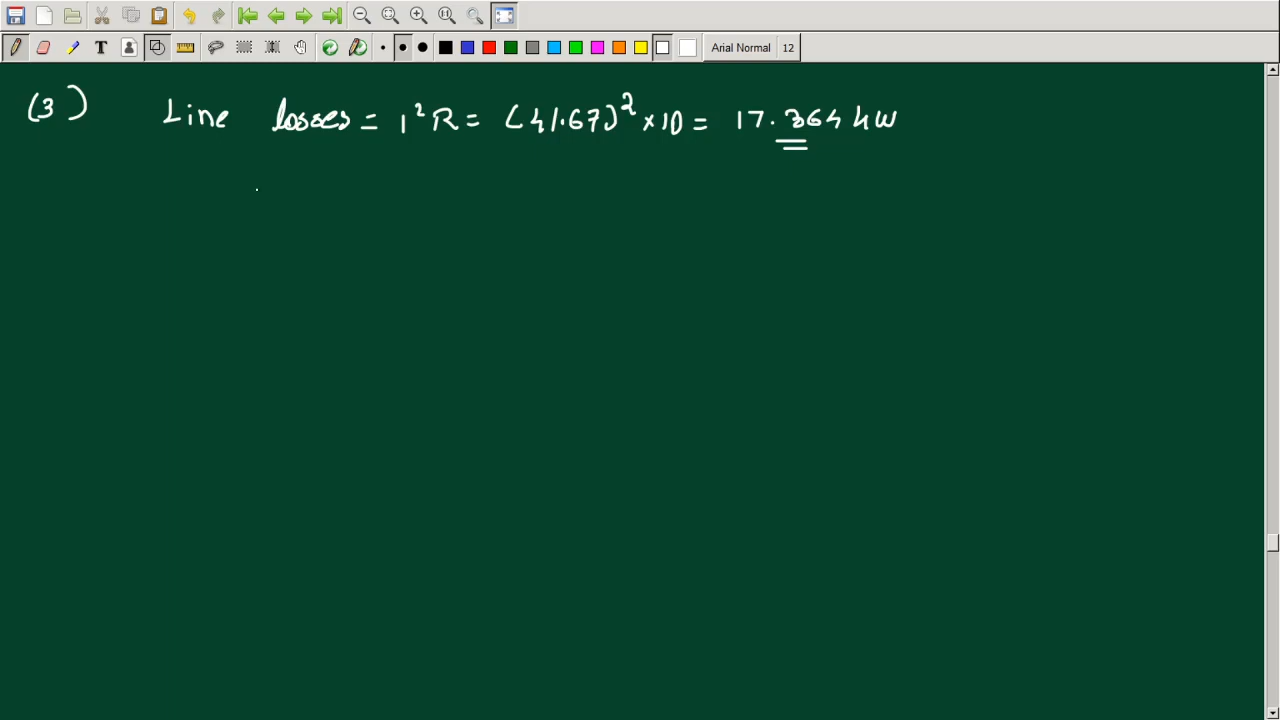 Arial Normal 12
(3) Line losses = I²R = (41.67)² × 10 = 17.364 kW